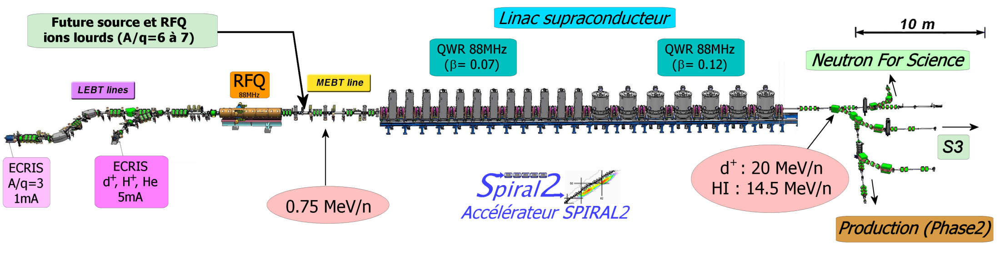 Future source et RFQ
ions lourds (A/q=6 à 7)
Linac supraconducteur
10 m
QWR 88MHz
(β= 0.07)
QWR 88MHz
(β= 0.12)
Neutron For Science
LEBT lines
RFQ
88MHz
MEBT line
ECRIS
A/q=3
1mA
ECRIS
d⁺, H⁺, He
5mA
0.75 MeV/n
Spiral2
50
82
Accélérateur SPIRAL2
d⁺ : 20 MeV/n
HI : 14.5 MeV/n
S3
Production (Phase2)